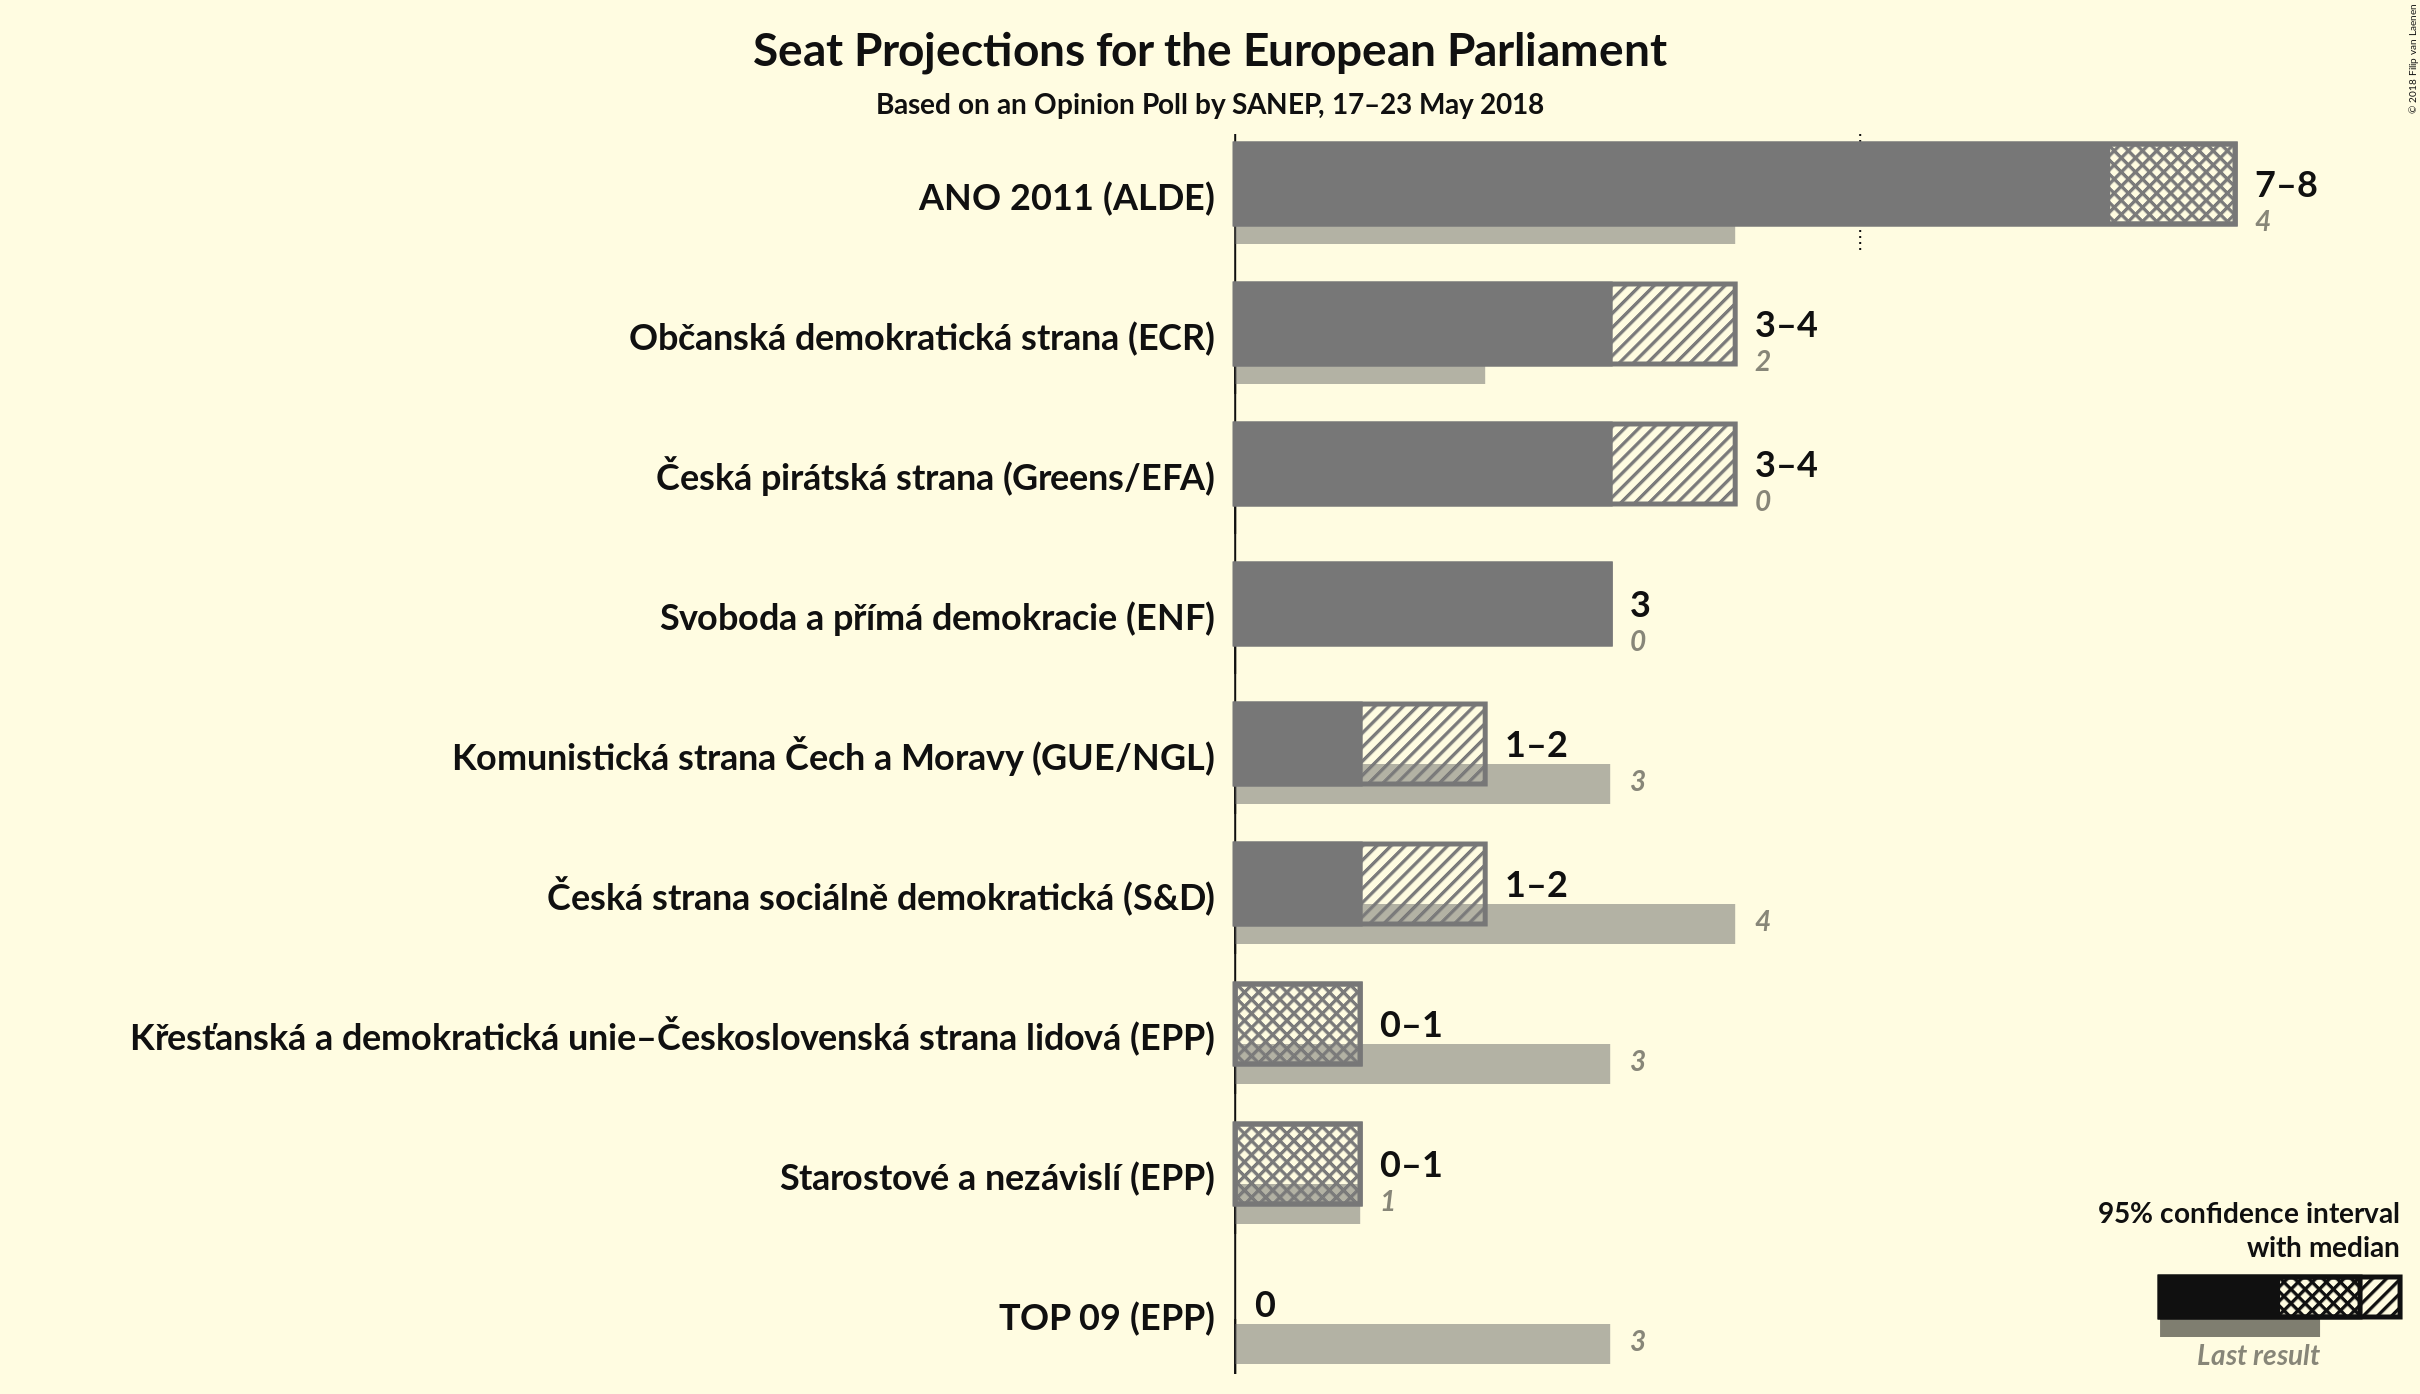 Seat Projections for the European Parliament
Based on an Opinion Poll by SANEP, 17–23 May 2018
© 2018 Filip van Laenen
ANO 2011 (ALDE)
7–8
4
Občanská demokratická strana (ECR)
3–4
2
Česká pirátská strana (Greens/EFA)
3–4
0
Svoboda a přímá demokracie (ENF)
3
0
Komunistická strana Čech a Moravy (GUE/NGL)
1–2
3
Česká strana sociálně demokratická (S&D)
1–2
4
Křesťanská a demokratická unie–Československá strana lidová (EPP)
0–1
3
Starostové a nezávislí (EPP)
0–1
1
TOP 09 (EPP)
0
3
95% confidence interval
with median
Last result